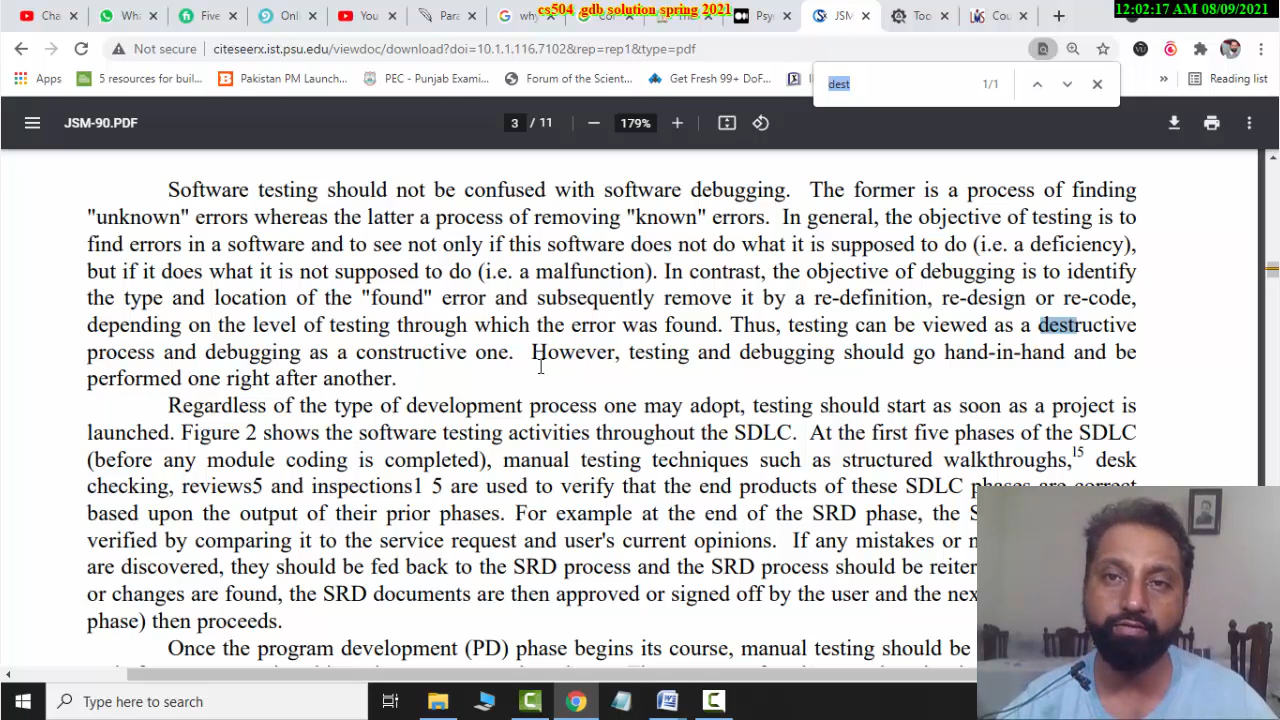 cs504 gdb solution spring 2021
12:02:17 AM 08/09/2021
Cha
Wha
Five
Onl
You
Para
why
Cor
Psy
JSM
Too
Cou
Not secure
citeseerx.ist.psu.edu/viewdoc/download?doi=10.1.1.116.7102&rep=rep1&type=pdf
Apps
5 resources for buil...
Pakistan PM Launch...
PEC - Punjab Exami...
Forum of the Scient...
Get Fresh 99+ DoF...
»
Reading list
dest
1/1
JSM-90.PDF
3 / 11
179%
Software testing should not be confused with software debugging. The former is a process of finding
"unknown" errors whereas the latter a process of removing "known" errors. In general, the objective of testing is to
find errors in a software and to see not only if this software does not do what it is supposed to do (i.e. a deficiency),
but if it does what it is not supposed to do (i.e. a malfunction). In contrast, the objective of debugging is to identify
the type and location of the "found" error and subsequently remove it by a re-definition, re-design or re-code,
depending on the level of testing through which the error was found. Thus, testing can be viewed as a destructive
process and debugging as a constructive one. However, testing and debugging should go hand-in-hand and be
performed one right after another.
Regardless of the type of development process one may adopt, testing should start as soon as a project is
launched. Figure 2 shows the software testing activities throughout the SDLC. At the first five phases of the SDLC
(before any module coding is completed), manual testing techniques such as structured walkthroughs,15 desk
checking, reviews5 and inspections1 5 are used to verify that the end products of these SDLC phases are correct
based upon the output of their prior phases. For example at the end of the SRD phase, the S
verified by comparing it to the service request and user's current opinions. If any mistakes or m
are discovered, they should be fed back to the SRD process and the SRD process should be reiter
or changes are found, the SRD documents are then approved or signed off by the user and the nex
phase) then proceeds.
Once the program development (PD) phase begins its course, manual testing should be
Type here to search